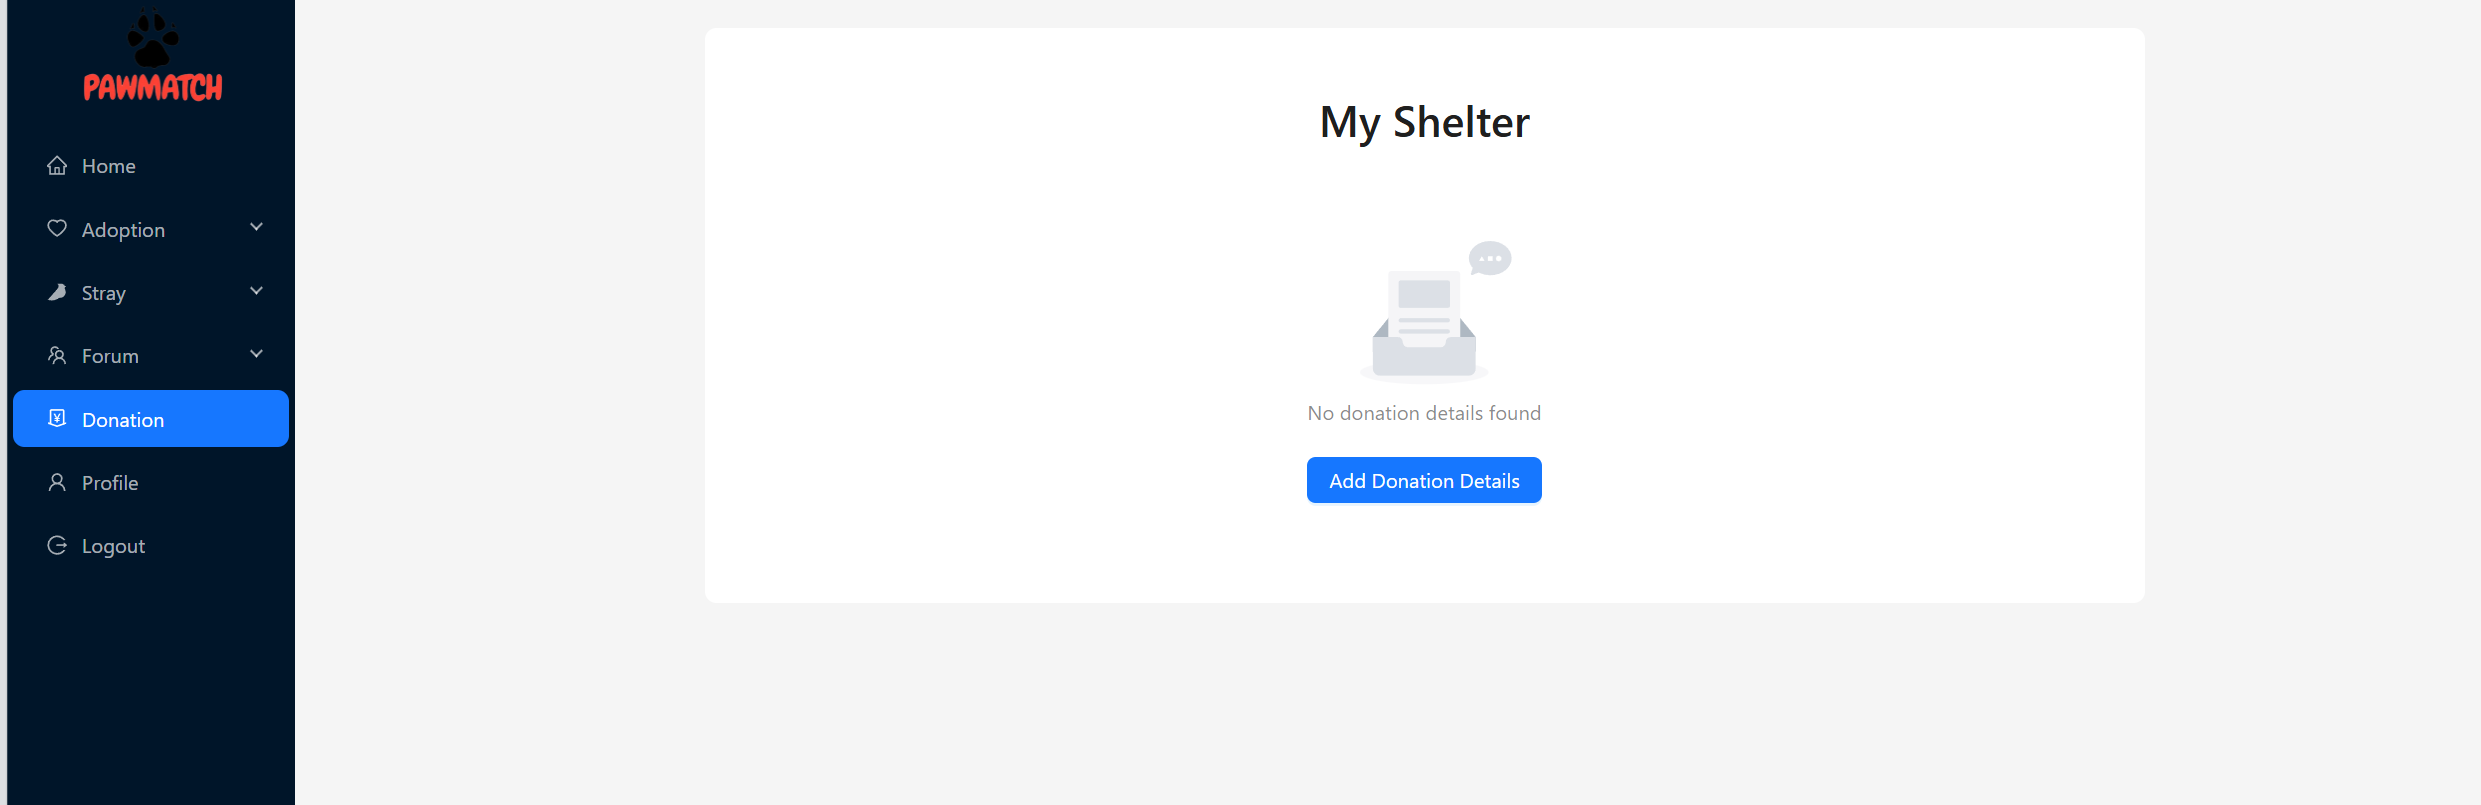 PAWMATCH
Home
Adoption
Stray
Forum
Donation
Profile
Logout
My Shelter
No donation details found
Add Donation Details